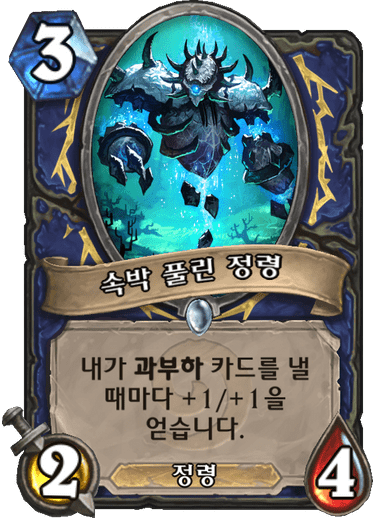 3
속박 풀린 정령
내가 과부하 카드를 낼
때마다 +1/+1을
얻습니다.
2
정령
4